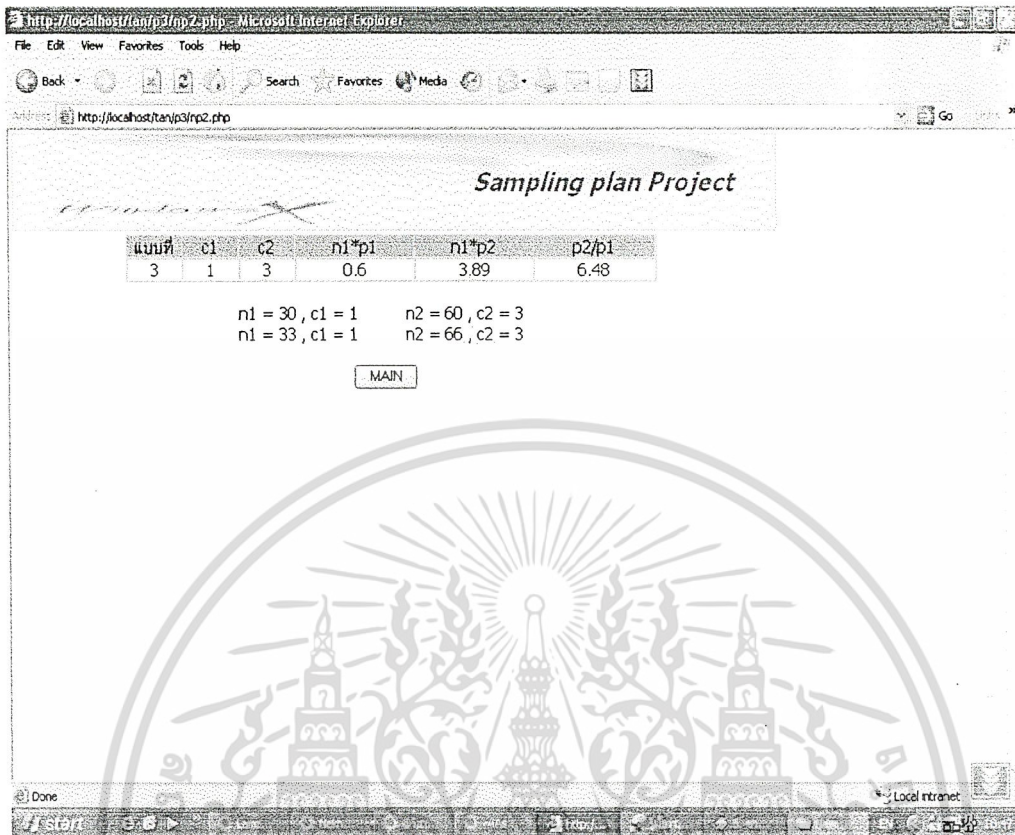 http://localhost/tan/p3/np2.php - Microsoft Internet Explorer
File Edit View Favorites Tools Help
Back Search Favorites Media
Address http://localhost/tan/p3/np2.php Go
Sampling plan Project
แบบที่ c1 c2 n1*p1 n1*p2 p2/p1
3 1 3 0.6 3.89 6.48
n1 = 30 , c1 = 1 n2 = 60 , c2 = 3
n1 = 33 , c1 = 1 n2 = 66 , c2 = 3
MAIN
Done Local intranet
start EN